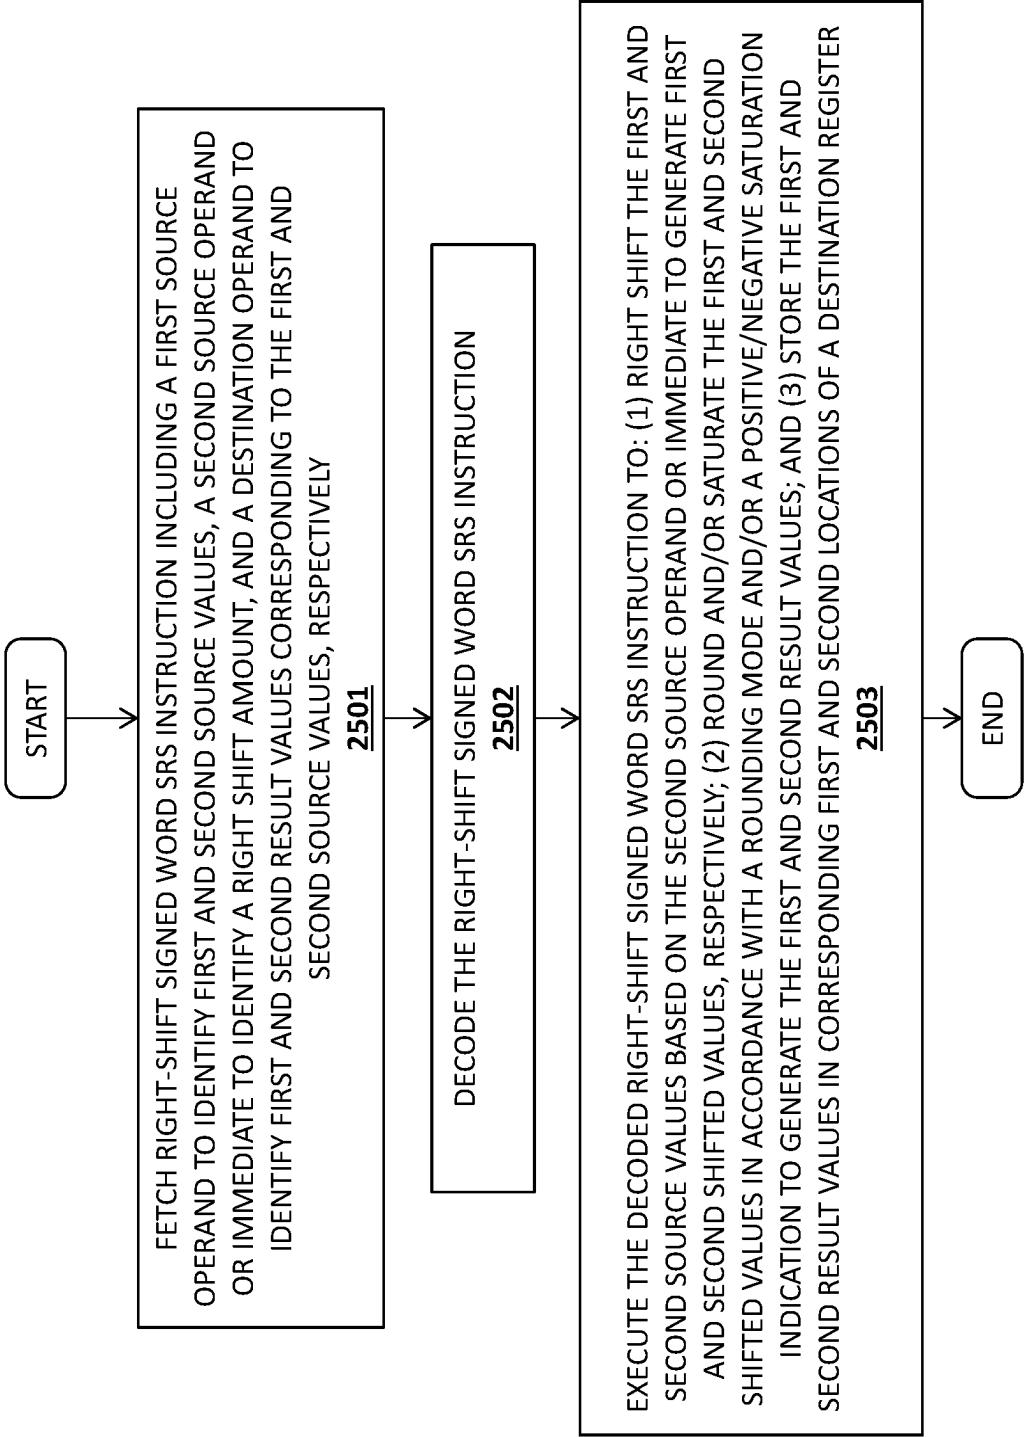 START
FETCH RIGHT-SHIFT SIGNED WORD SRS INSTRUCTION INCLUDING A FIRST SOURCE
OPERAND TO IDENTIFY FIRST AND SECOND SOURCE VALUES, A SECOND SOURCE OPERAND
OR IMMEDIATE TO IDENTIFY A RIGHT SHIFT AMOUNT, AND A DESTINATION OPERAND TO
IDENTIFY FIRST AND SECOND RESULT VALUES CORRESPONDING TO THE FIRST AND
SECOND SOURCE VALUES, RESPECTIVELY
2501
DECODE THE RIGHT-SHIFT SIGNED WORD SRS INSTRUCTION
2502
EXECUTE THE DECODED RIGHT-SHIFT SIGNED WORD SRS INSTRUCTION TO: (1) RIGHT SHIFT THE FIRST AND
SECOND SOURCE VALUES BASED ON THE SECOND SOURCE OPERAND OR IMMEDIATE TO GENERATE FIRST
AND SECOND SHIFTED VALUES, RESPECTIVELY; (2) ROUND AND/OR SATURATE THE FIRST AND SECOND
SHIFTED VALUES IN ACCORDANCE WITH A ROUNDING MODE AND/OR A POSITIVE/NEGATIVE SATURATION
INDICATION TO GENERATE THE FIRST AND SECOND RESULT VALUES; AND (3) STORE THE FIRST AND
SECOND RESULT VALUES IN CORRESPONDING FIRST AND SECOND LOCATIONS OF A DESTINATION REGISTER
2503
END